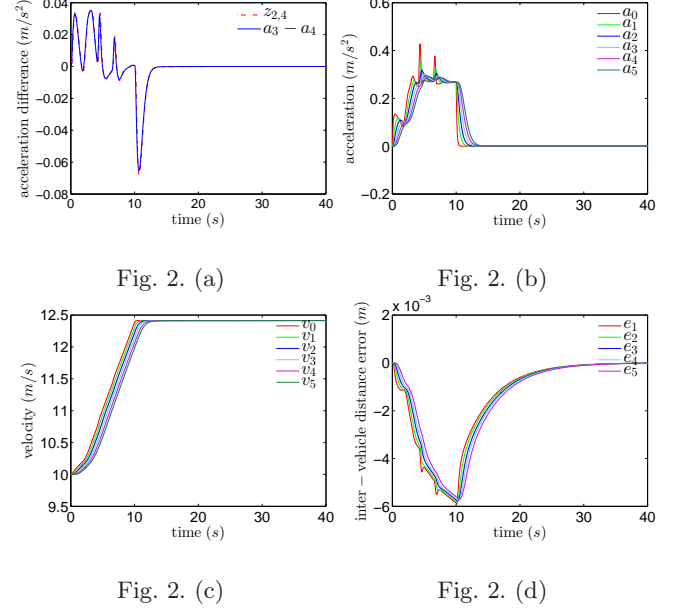 0.04
0.02
0
−0.02
−0.04
−0.06
0.08
acceleration difference (m/s²)
z₂,₄
a₃ − a₄
0 10 20 30 40
time (s)
Fig. 2. (a)
0.6
0.4
0.2
0
−0.2
acceleration (m/s²)
a₀
a₁
a₂
a₃
a₄
a₅
0 10 20 30 40
time (s)
Fig. 2. (b)
12.5
12
11
10
9.5
velocity (m/s)
v₀
v₁
v₂
v₃
v₄
v₅
0 10 20 30 40
time (s)
Fig. 2. (c)
x 10⁻³
2
0
−2
−4
−6
inter − vehicle distance error (m)
e₁
e₂
e₃
e₄
e₅
0 10 20 30 40
time (s)
Fig. 2. (d)